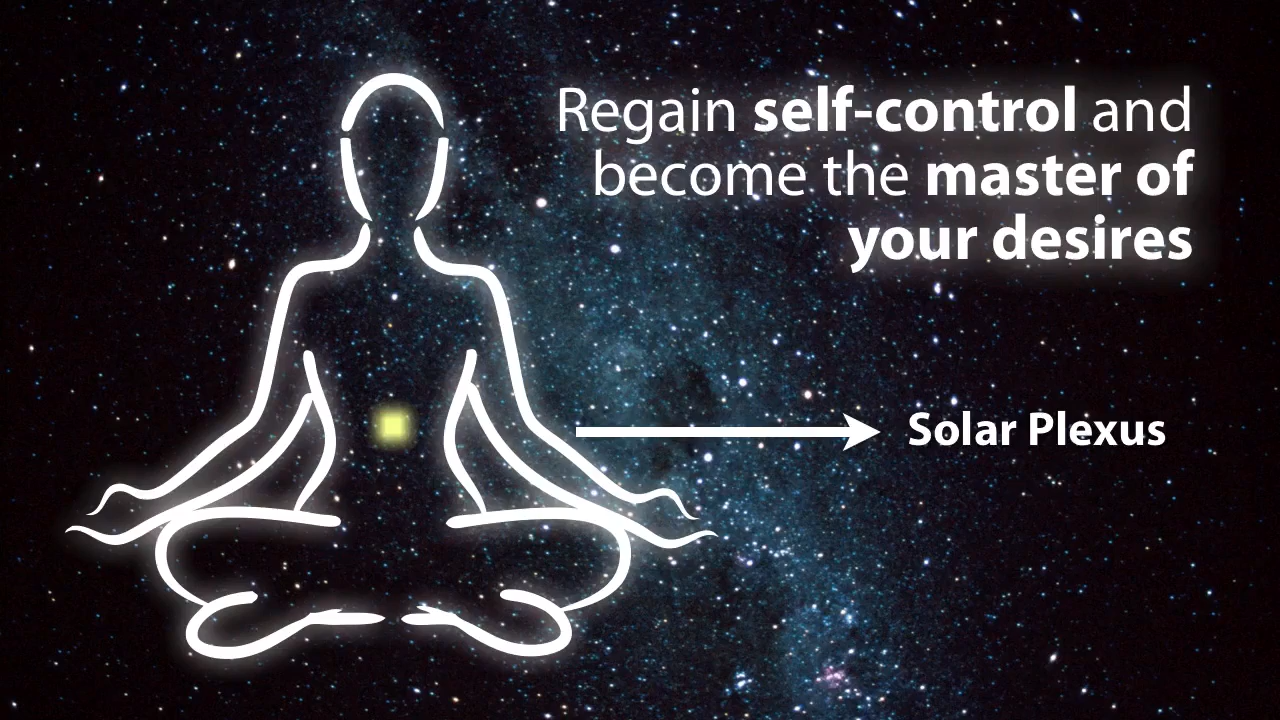 Regain self-control and
become the master of
your desires
Solar Plexus